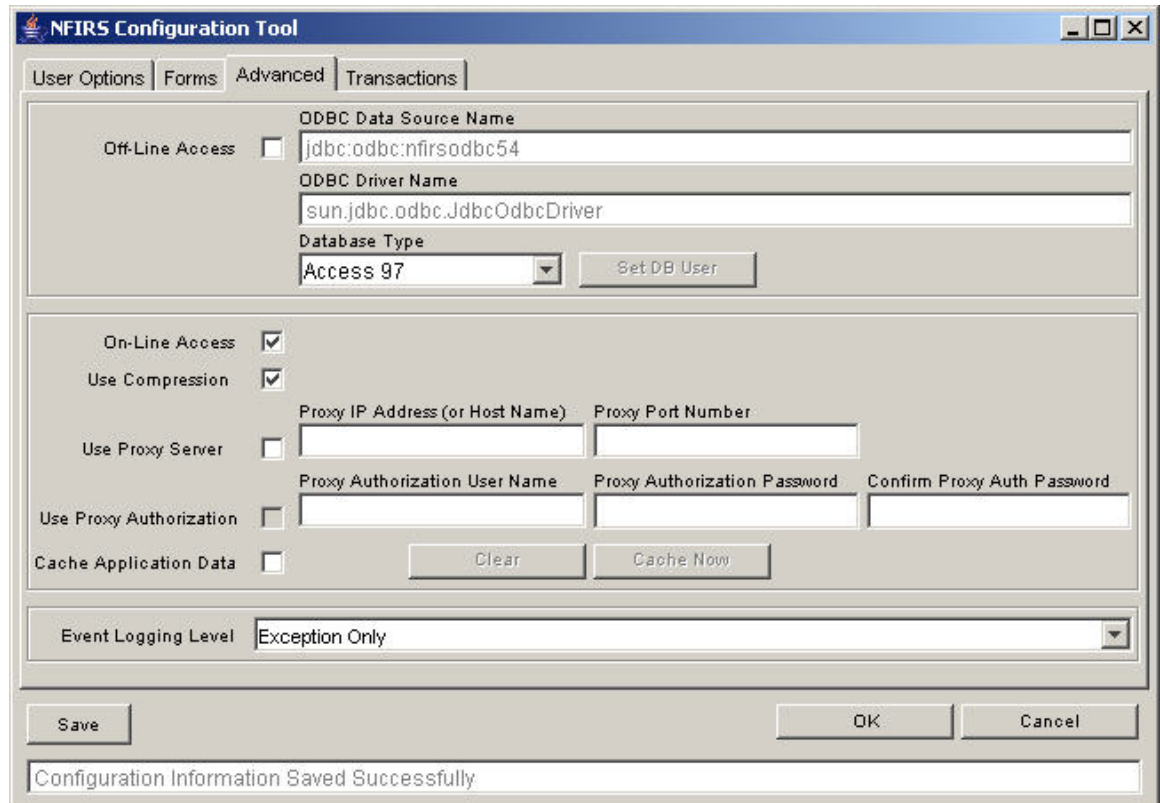 NFIRS Configuration Tool
User Options Forms Advanced Transactions
ODBC Data Source Name
Off-Line Access jdbc:odbc:nfirsodbc54
ODBC Driver Name
sun.jdbc.odbc.JdbcOdbcDriver
Database Type
Access 97 Set DB User
On-Line Access
Use Compression
Proxy IP Address (or Host Name) Proxy Port Number
Use Proxy Server
Proxy Authorization User Name Proxy Authorization Password Confirm Proxy Auth Password
Use Proxy Authorization
Cache Application Data Clear Cache Now
Event Logging Level Exception Only
Save OK Cancel
Configuration Information Saved Successfully